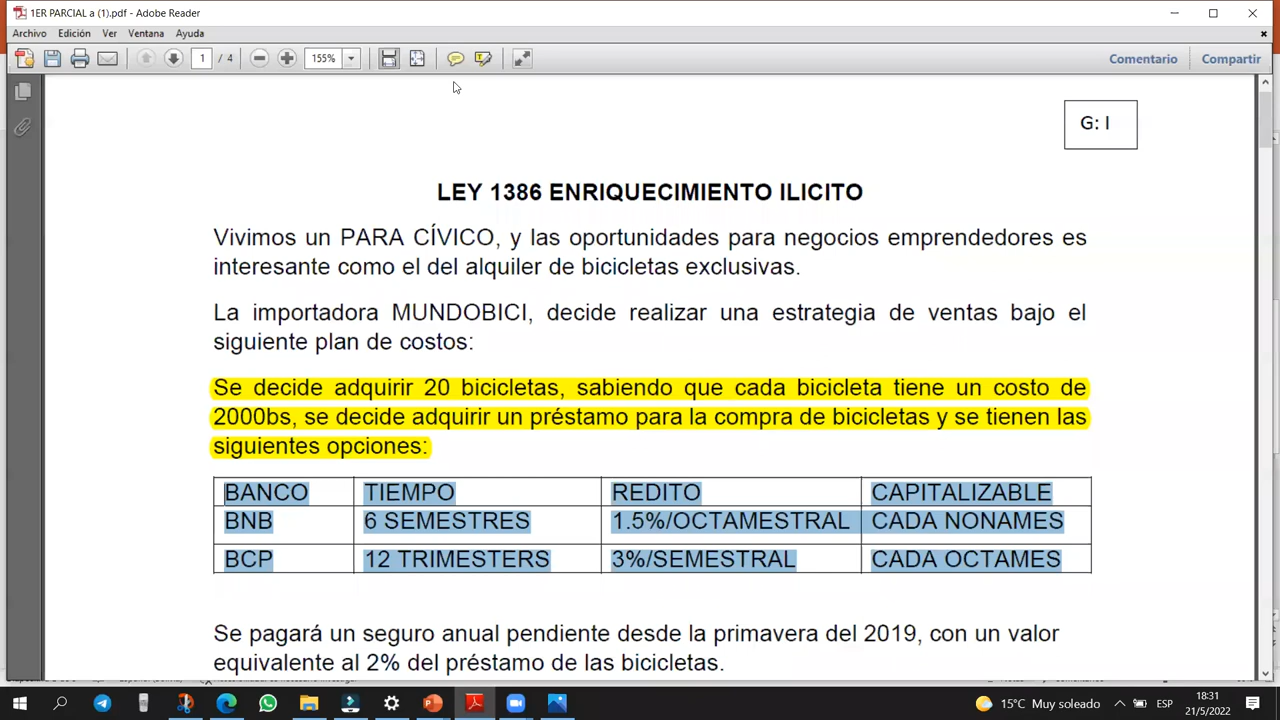 1ER PARCIAL a (1).pdf - Adobe Reader
Archivo Edición Ver Ventana Ayuda
1 / 4 155% Comentario Compartir
G: I
LEY 1386 ENRIQUECIMIENTO ILICITO
Vivimos un PARA CÍVICO, y las oportunidades para negocios emprendedores es
interesante como el del alquiler de bicicletas exclusivas.
La importadora MUNDOBICI, decide realizar una estrategia de ventas bajo el
siguiente plan de costos:
Se decide adquirir 20 bicicletas, sabiendo que cada bicicleta tiene un costo de
2000bs, se decide adquirir un préstamo para la compra de bicicletas y se tienen las
siguientes opciones:
BANCO TIEMPO REDITO CAPITALIZABLE
BNB 6 SEMESTRES 1.5%/OCTAMESTRAL CADA NONAMES
BCP 12 TRIMESTERS 3%/SEMESTRAL CADA OCTAMES
Se pagará un seguro anual pendiente desde la primavera del 2019, con un valor
equivalente al 2% del préstamo de las bicicletas.
15°C Muy soleado ESP 18:31
21/5/2022